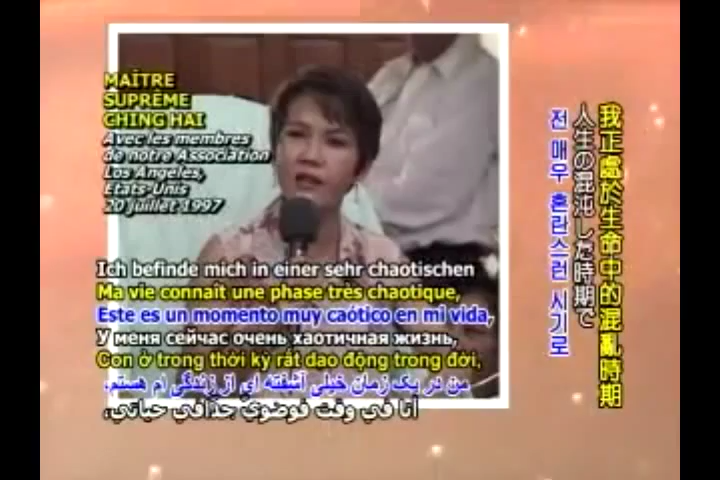 MAÎTRE
SUPRÊME
CHING HAI
Avec les membres
de notre Association
Los Angeles,
Etats-Unis
20 juillet 1997
Ich befinde mich in einer sehr chaotischen
Ma vie connaît une phase très chaotique,
Este es un momento muy caótico en mi vida,
У меня сейчас очень хаотичная жизнь,
Con ở trong thời kỳ rất dao động trong đời,
من در یک زمان خیلی آشفته ای از زندگی ام هستم،
أنا في وقت فوضوي جداً في حياتي،
我正處於生命中的混亂時期
人生の混沌した時期で
전 매우 혼란스런 시기로